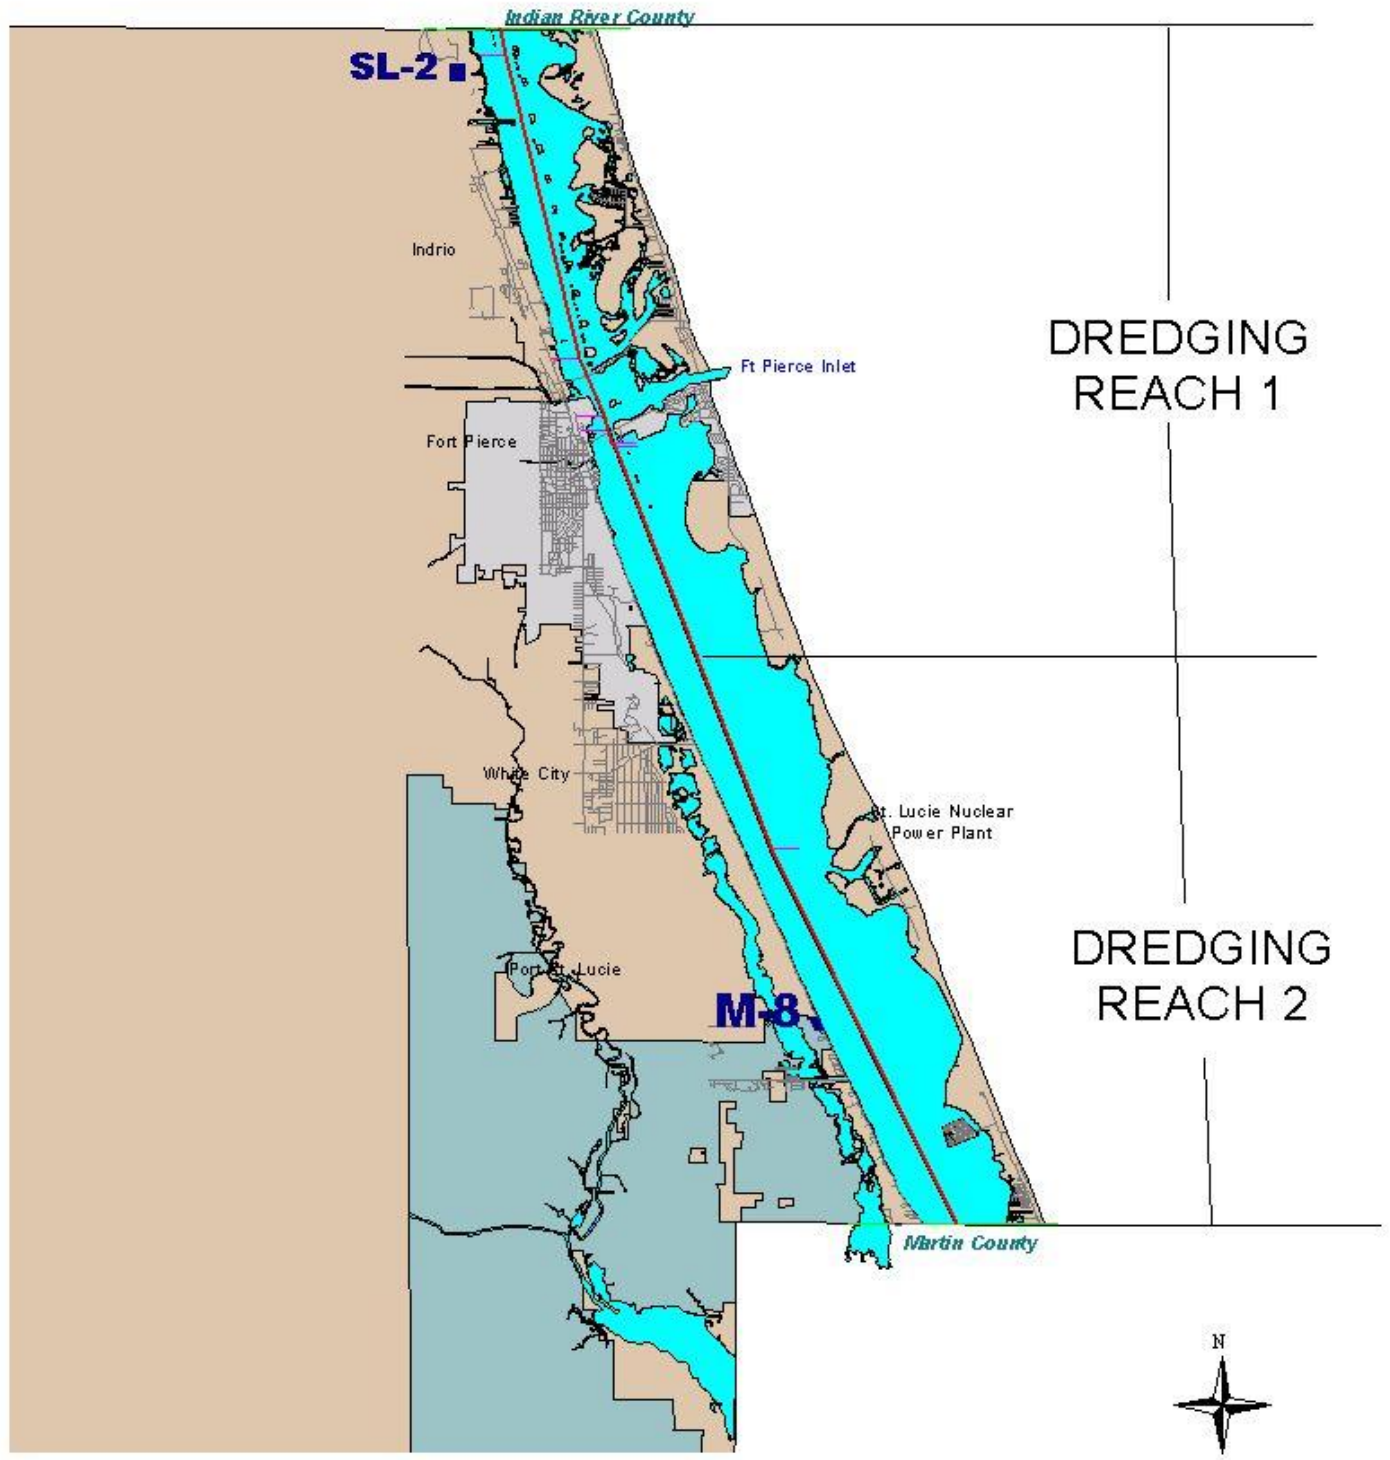 Indian River County
SL-2
Indrio
DREDGING
REACH 1
Ft Pierce Inlet
Fort Pierce
White City
t. Lucie Nuclear
Power Plant
DREDGING
REACH 2
Port St. Lucie
M-8
Martin County
N